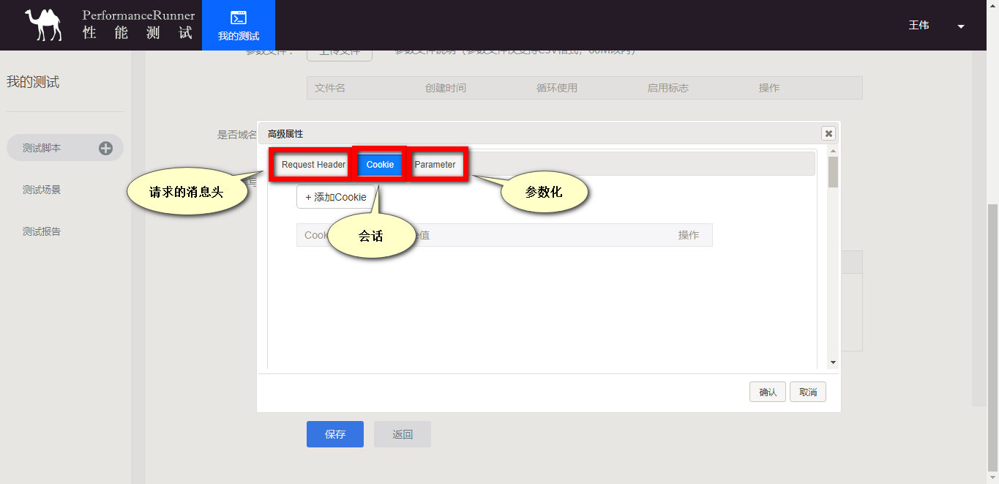 PerformanceRunner
性 能 测 试
我的测试
王伟
我的测试
参数文件：
上传文件
文件名 创建时间 循环使用 启用标志 操作
测试脚本
测试场景
测试报告
是否域名
高级属性
Request Header Cookie Parameter
请求的消息头
参数化
+ 添加Cookie
会话
值 操作
确认 取消
保存 返回